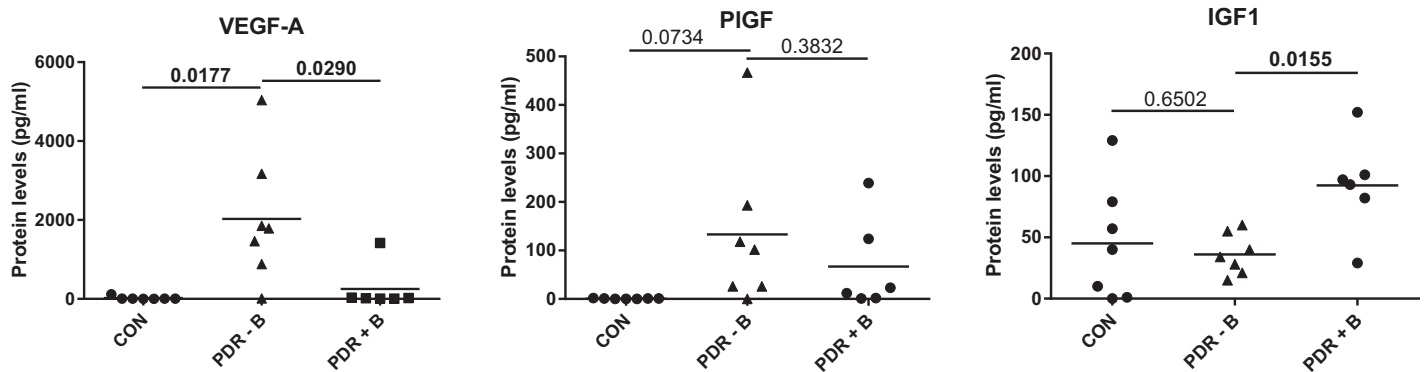 VEGF-A
Protein levels (pg/ml)
6000
4000
2000
0
0.0177
0.0290
CON
PDR - B
PDR + B
PIGF
Protein levels (pg/ml)
500
400
300
200
100
0
0.0734
0.3832
CON
PDR - B
PDR + B
IGF1
Protein levels (pg/ml)
200
150
100
50
0
0.6502
0.0155
CON
PDR - B
PDR + B